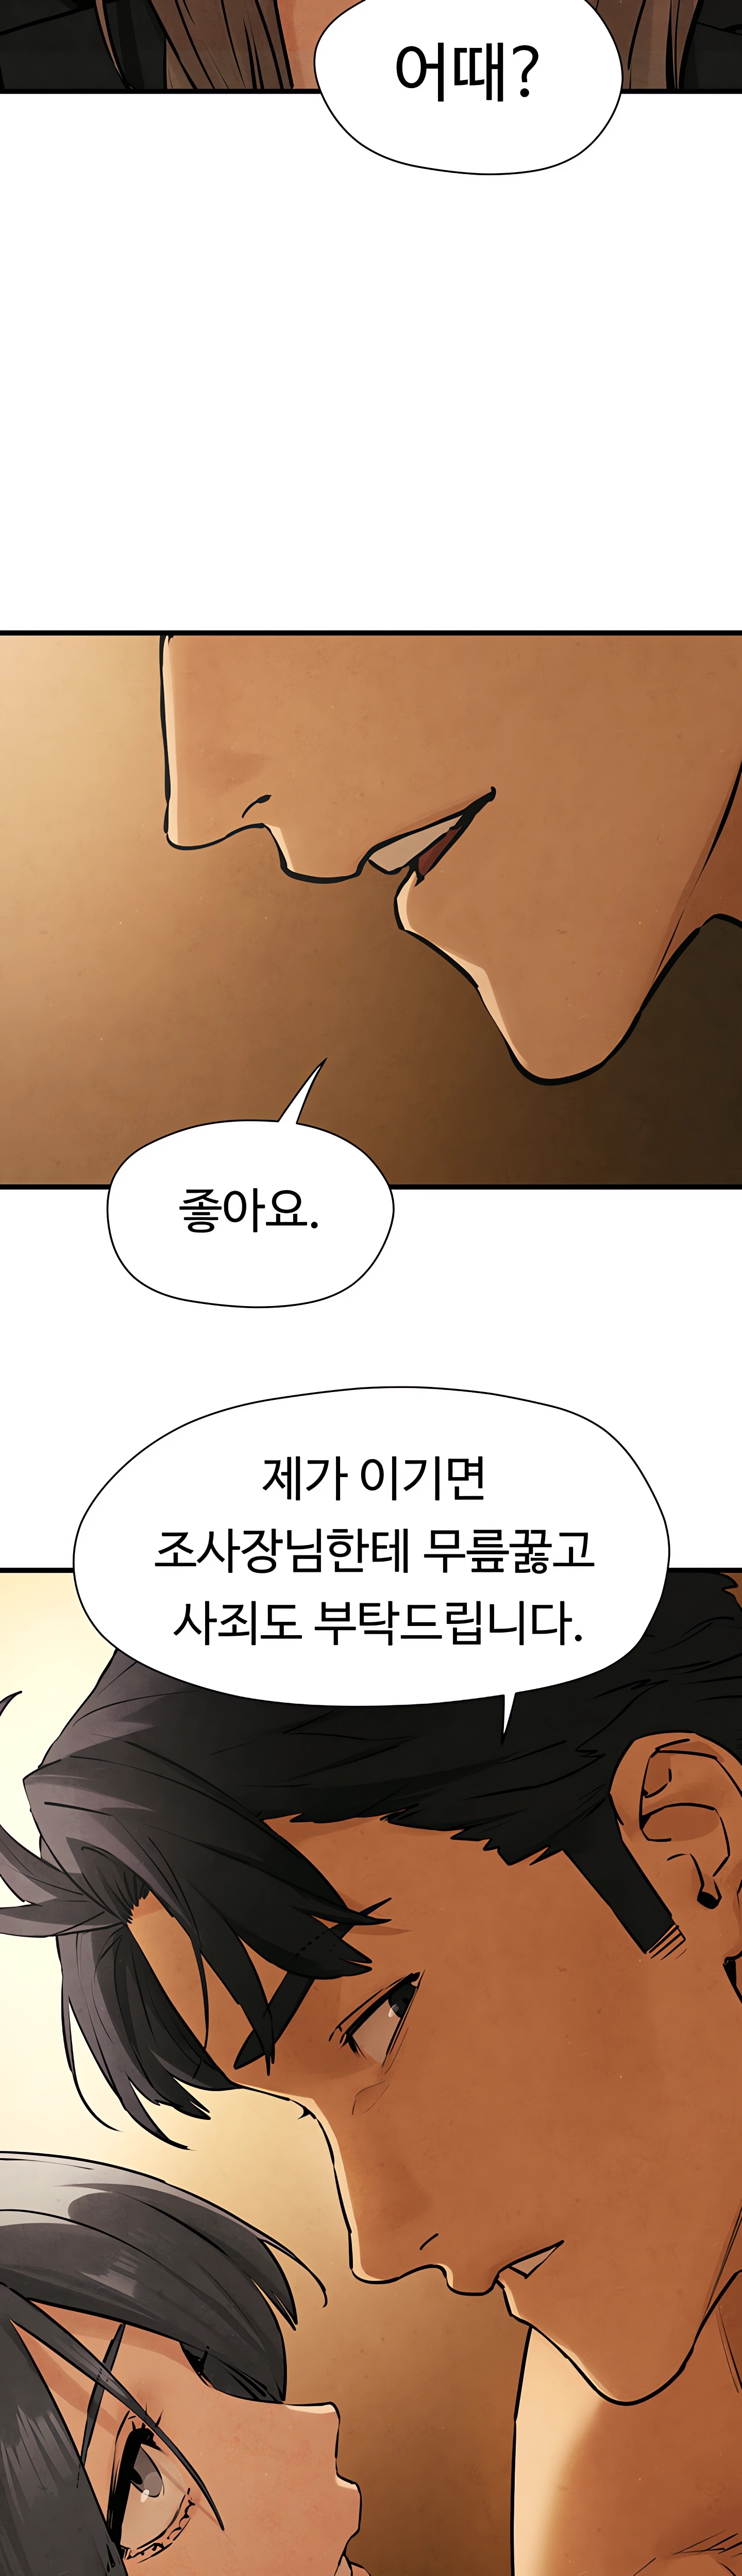 어때?
좋아요.
제가 이기면
조사장님한테 무릎꿇고
사죄도 부탁드립니다.